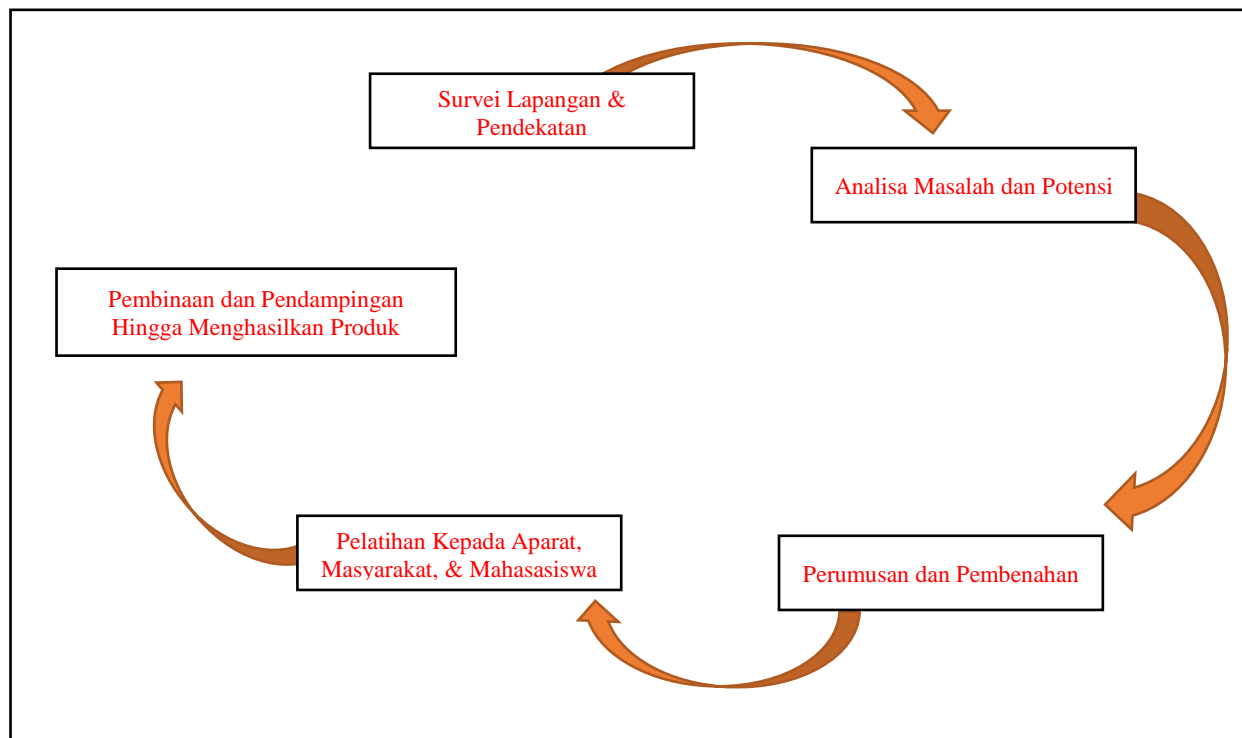 Survei Lapangan &
Pendekatan
Analisa Masalah dan Potensi
Perumusan dan Pembenahan
Pelatihan Kepada Aparat,
Masyarakat, & Mahasasiswa
Pembinaan dan Pendampingan
Hingga Menghasilkan Produk